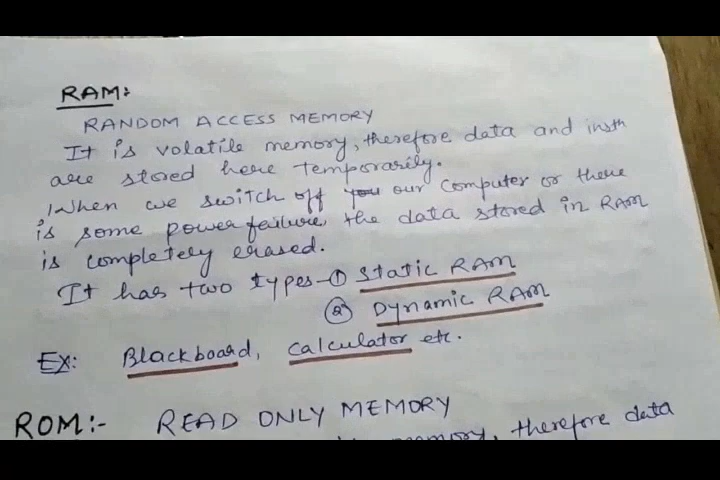 RAM:
RANDOM ACCESS MEMORY
It is volatile memory, therefore data and instn
are stored here temporarily.
When we switch off you our computer or there
is some power failure, the data stored in RAM
is completely erased.
It has two types - ① Static RAM
② Dynamic RAM
EX: Blackboard, calculator etc.
ROM:- READ ONLY MEMORY
memory, therefore data